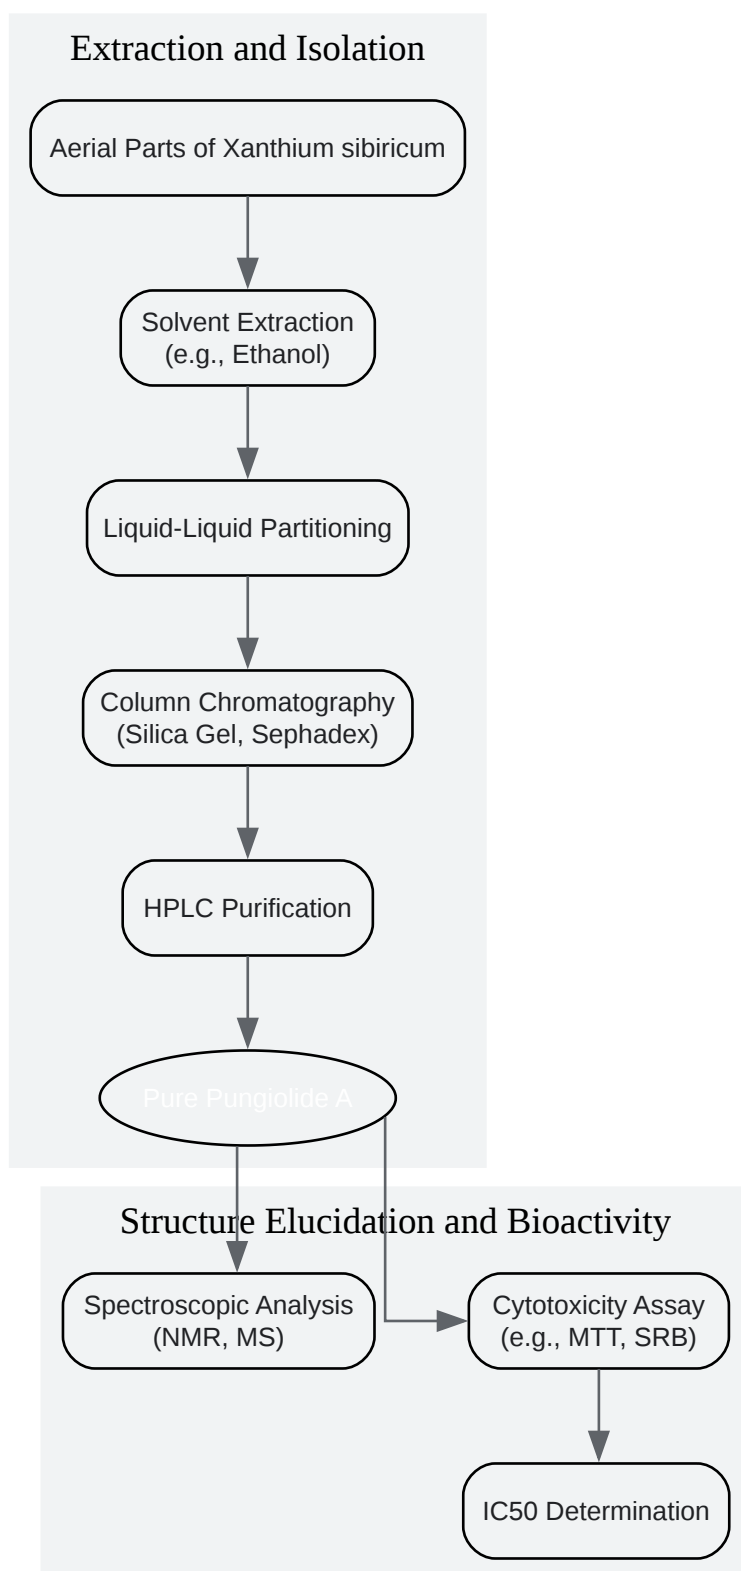 Extraction and Isolation
Aerial Parts of Xanthium sibiricum
Solvent Extraction
(e.g., Ethanol)
Liquid-Liquid Partitioning
Column Chromatography
(Silica Gel, Sephadex)
HPLC Purification
Pure Pungiolide A
Structure Elucidation and Bioactivity
Spectroscopic Analysis
(NMR, MS)
Cytotoxicity Assay
(e.g., MTT, SRB)
IC50 Determination